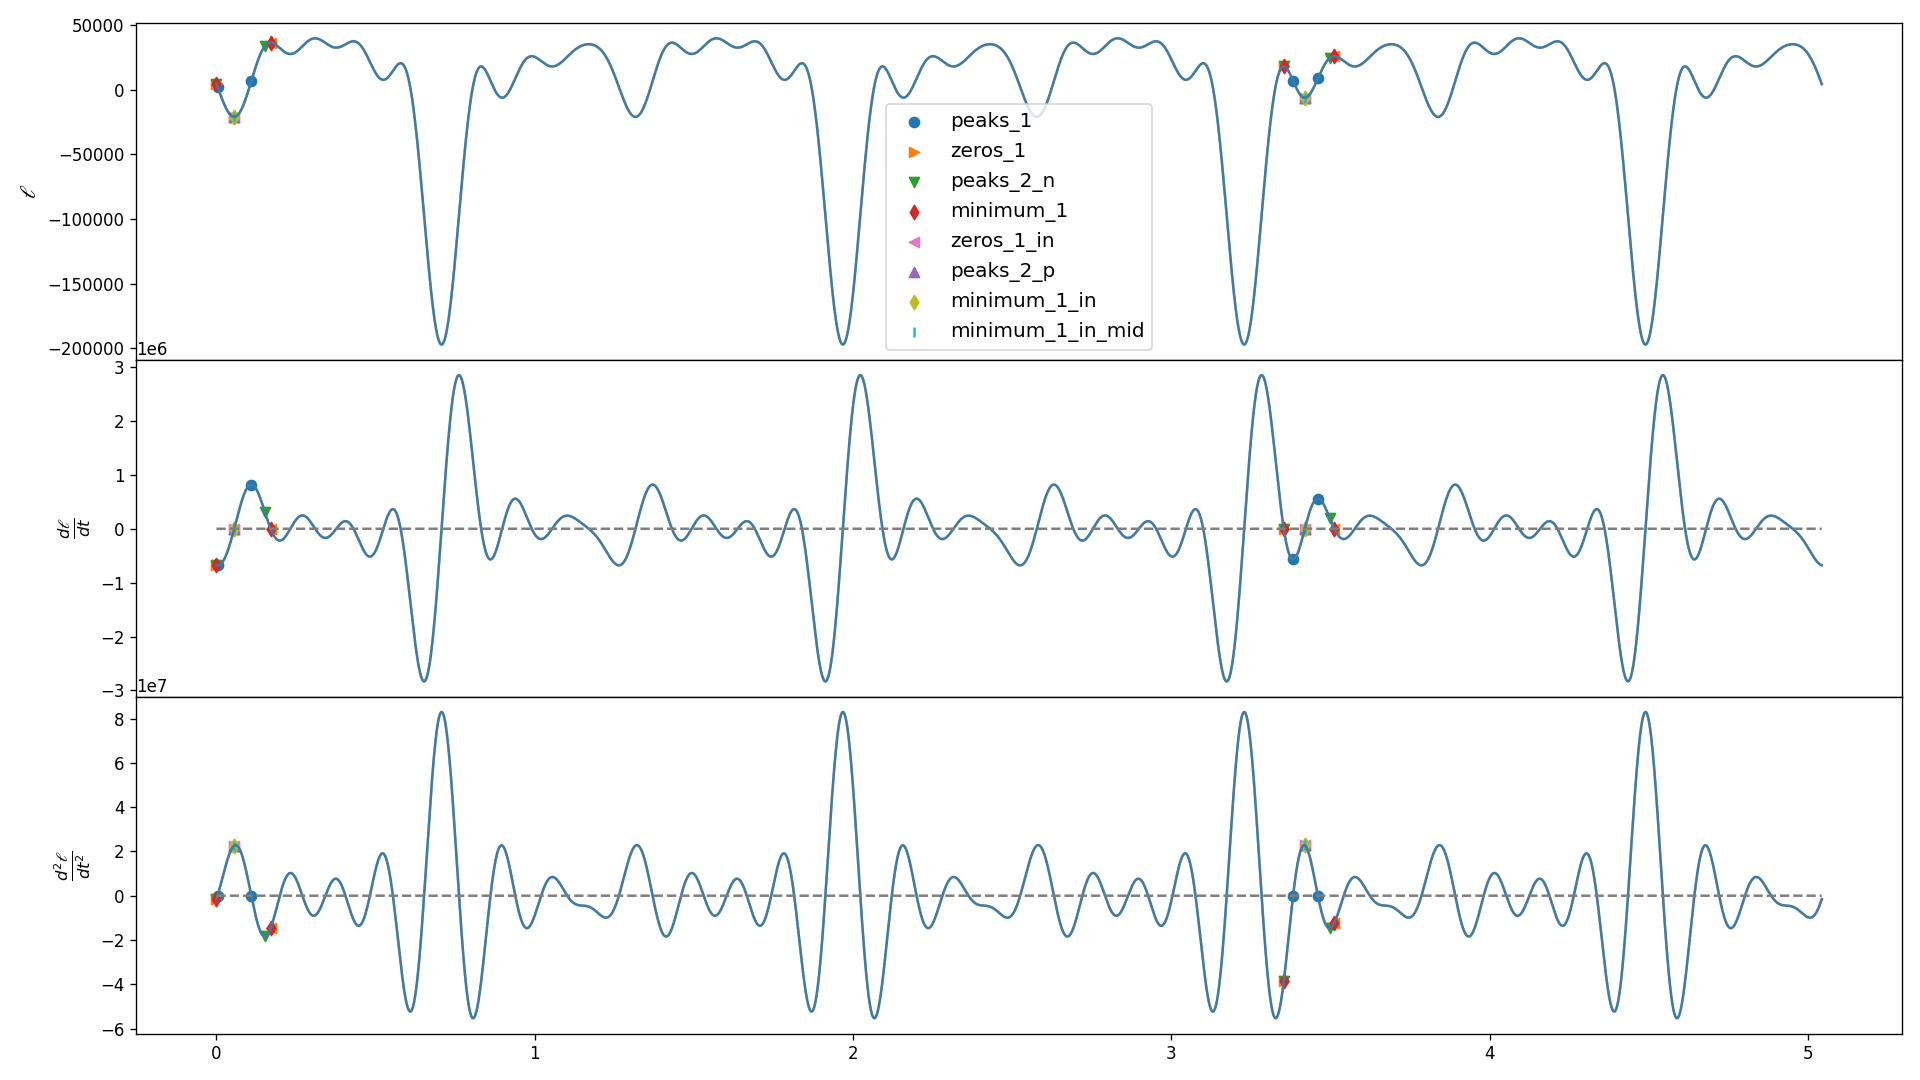 50000
0
−50000
−100000
−150000
−200000
ℓ
peaks_1
zeros_1
peaks_2_n
minimum_1
zeros_1_in
peaks_2_p
minimum_1_in
minimum_1_in_mid
1e6
3
2
1
0
−1
−2
−3
dℓ
dt
1e7
8
6
4
2
0
−2
−4
−6
d²ℓ
dt²
0 1 2 3 4 5